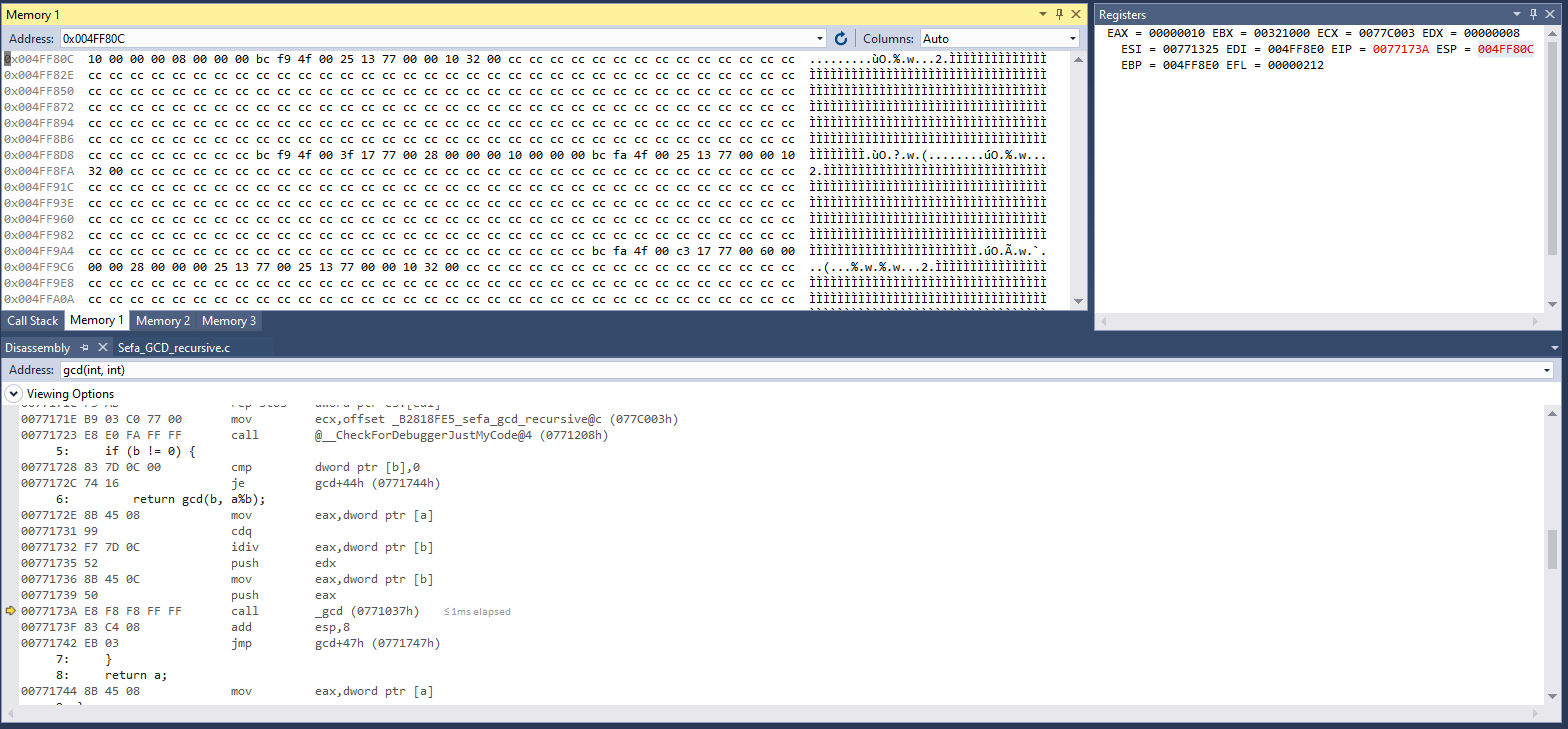 Memory 1
Address: 0x004FF80C Columns: Auto
0x004FF80C 10 00 00 00 08 00 00 00 bc f9 4f 00 25 13 77 00 00 10 32 00 cc cc cc cc cc cc cc cc cc cc cc cc cc cc .........ùO.%.w...2.ÌÌÌÌÌÌÌÌÌÌÌÌÌÌ
0x004FF82E cc cc cc cc cc cc cc cc cc cc cc cc cc cc cc cc cc cc cc cc cc cc cc cc cc cc cc cc cc cc cc cc cc cc ÌÌÌÌÌÌÌÌÌÌÌÌÌÌÌÌÌÌÌÌÌÌÌÌÌÌÌÌÌÌÌÌÌÌ
0x004FF850 cc cc cc cc cc cc cc cc cc cc cc cc cc cc cc cc cc cc cc cc cc cc cc cc cc cc cc cc cc cc cc cc cc cc ÌÌÌÌÌÌÌÌÌÌÌÌÌÌÌÌÌÌÌÌÌÌÌÌÌÌÌÌÌÌÌÌÌÌ
0x004FF872 cc cc cc cc cc cc cc cc cc cc cc cc cc cc cc cc cc cc cc cc cc cc cc cc cc cc cc cc cc cc cc cc cc cc ÌÌÌÌÌÌÌÌÌÌÌÌÌÌÌÌÌÌÌÌÌÌÌÌÌÌÌÌÌÌÌÌÌÌ
0x004FF894 cc cc cc cc cc cc cc cc cc cc cc cc cc cc cc cc cc cc cc cc cc cc cc cc cc cc cc cc cc cc cc cc cc cc ÌÌÌÌÌÌÌÌÌÌÌÌÌÌÌÌÌÌÌÌÌÌÌÌÌÌÌÌÌÌÌÌÌÌ
0x004FF8B6 cc cc cc cc cc cc cc cc cc cc cc cc cc cc cc cc cc cc cc cc cc cc cc cc cc cc cc cc cc cc cc cc cc cc ÌÌÌÌÌÌÌÌÌÌÌÌÌÌÌÌÌÌÌÌÌÌÌÌÌÌÌÌÌÌÌÌÌÌ
0x004FF8D8 cc cc cc cc cc cc cc cc bc f9 4f 00 3f 17 77 00 28 00 00 00 10 00 00 00 bc fa 4f 00 25 13 77 00 00 10 ÌÌÌÌÌÌÌÌ.ùO.?.w.(........úO.%.w...
0x004FF8FA 32 00 cc cc cc cc cc cc cc cc cc cc cc cc cc cc cc cc cc cc cc cc cc cc cc cc cc cc cc cc cc cc cc cc 2.ÌÌÌÌÌÌÌÌÌÌÌÌÌÌÌÌÌÌÌÌÌÌÌÌÌÌÌÌÌÌÌÌ
0x004FF91C cc cc cc cc cc cc cc cc cc cc cc cc cc cc cc cc cc cc cc cc cc cc cc cc cc cc cc cc cc cc cc cc cc cc ÌÌÌÌÌÌÌÌÌÌÌÌÌÌÌÌÌÌÌÌÌÌÌÌÌÌÌÌÌÌÌÌÌÌ
0x004FF93E cc cc cc cc cc cc cc cc cc cc cc cc cc cc cc cc cc cc cc cc cc cc cc cc cc cc cc cc cc cc cc cc cc cc ÌÌÌÌÌÌÌÌÌÌÌÌÌÌÌÌÌÌÌÌÌÌÌÌÌÌÌÌÌÌÌÌÌÌ
0x004FF960 cc cc cc cc cc cc cc cc cc cc cc cc cc cc cc cc cc cc cc cc cc cc cc cc cc cc cc cc cc cc cc cc cc cc ÌÌÌÌÌÌÌÌÌÌÌÌÌÌÌÌÌÌÌÌÌÌÌÌÌÌÌÌÌÌÌÌÌÌ
0x004FF982 cc cc cc cc cc cc cc cc cc cc cc cc cc cc cc cc cc cc cc cc cc cc cc cc cc cc cc cc cc cc cc cc cc cc ÌÌÌÌÌÌÌÌÌÌÌÌÌÌÌÌÌÌÌÌÌÌÌÌÌÌÌÌÌÌÌÌÌÌ
0x004FF9A4 cc cc cc cc cc cc cc cc cc cc cc cc cc cc cc cc cc cc cc cc cc cc cc cc bc fa 4f 00 c3 17 77 00 60 00 ÌÌÌÌÌÌÌÌÌÌÌÌÌÌÌÌÌÌÌÌÌÌÌÌ.úO.Ã.w.`.
0x004FF9C6 00 00 28 00 00 00 25 13 77 00 25 13 77 00 00 10 32 00 cc cc cc cc cc cc cc cc cc cc cc cc cc cc cc cc ..(...%.w.%.w...2.ÌÌÌÌÌÌÌÌÌÌÌÌÌÌÌÌ
0x004FF9E8 cc cc cc cc cc cc cc cc cc cc cc cc cc cc cc cc cc cc cc cc cc cc cc cc cc cc cc cc cc cc cc cc cc cc ÌÌÌÌÌÌÌÌÌÌÌÌÌÌÌÌÌÌÌÌÌÌÌÌÌÌÌÌÌÌÌÌÌÌ
0x004FFA0A cc cc cc cc cc cc cc cc cc cc cc cc cc cc cc cc cc cc cc cc cc cc cc cc cc cc cc cc cc cc cc cc cc cc ÌÌÌÌÌÌÌÌÌÌÌÌÌÌÌÌÌÌÌÌÌÌÌÌÌÌÌÌÌÌÌÌÌÌ
Call Stack Memory 1 Memory 2 Memory 3
Registers
EAX = 00000010 EBX = 00321000 ECX = 0077C003 EDX = 00000008
ESI = 00771325 EDI = 004FF8E0 EIP = 0077173A ESP = 004FF80C
EBP = 004FF8E0 EFL = 00000212
Disassembly Sefa_GCD_recursive.c
Address: gcd(int, int)
Viewing Options
0077171E B9 03 C0 77 00 mov ecx,offset _B2818FE5_sefa_gcd_recursive@c (077C003h)
00771723 E8 E0 FA FF FF call @__CheckForDebuggerJustMyCode@4 (0771208h)
5: if (b != 0) {
00771728 83 7D 0C 00 cmp dword ptr [b],0
0077172C 74 16 je gcd+44h (0771744h)
6: return gcd(b, a%b);
0077172E 8B 45 08 mov eax,dword ptr [a]
00771731 99 cdq
00771732 F7 7D 0C idiv eax,dword ptr [b]
00771735 52 push edx
00771736 8B 45 0C mov eax,dword ptr [b]
00771739 50 push eax
0077173A E8 F8 F8 FF FF call _gcd (0771037h) ≤1ms elapsed
0077173F 83 C4 08 add esp,8
00771742 EB 03 jmp gcd+47h (0771747h)
7: }
8: return a;
00771744 8B 45 08 mov eax,dword ptr [a]